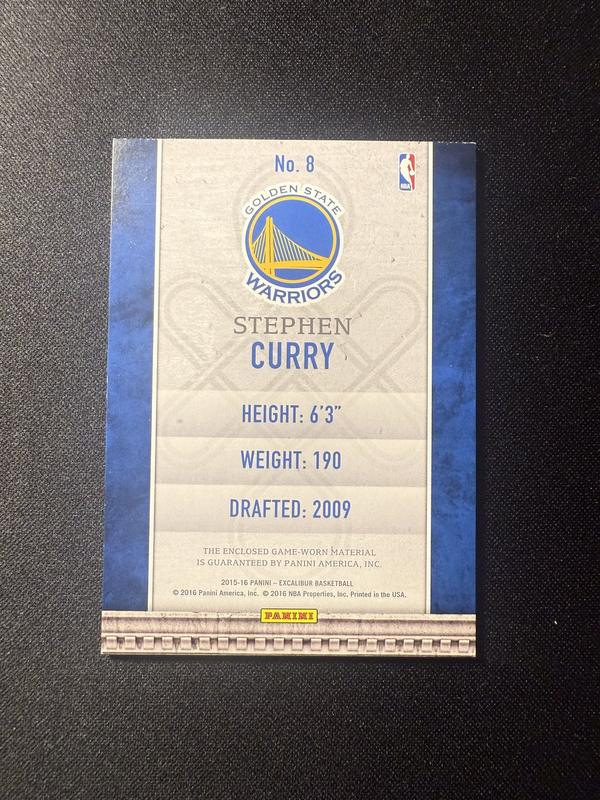 No. 8
NBA
GOLDEN STATE
WARRIORS
STEPHEN
CURRY
HEIGHT: 6'3"
WEIGHT: 190
DRAFTED: 2009
THE ENCLOSED GAME-WORN MATERIAL
IS GUARANTEED BY PANINI AMERICA, INC.
2015-16 PANINI – EXCALIBUR BASKETBALL
© 2016 Panini America, Inc. © 2016 NBA Properties, Inc. Printed in the USA.
PANINI